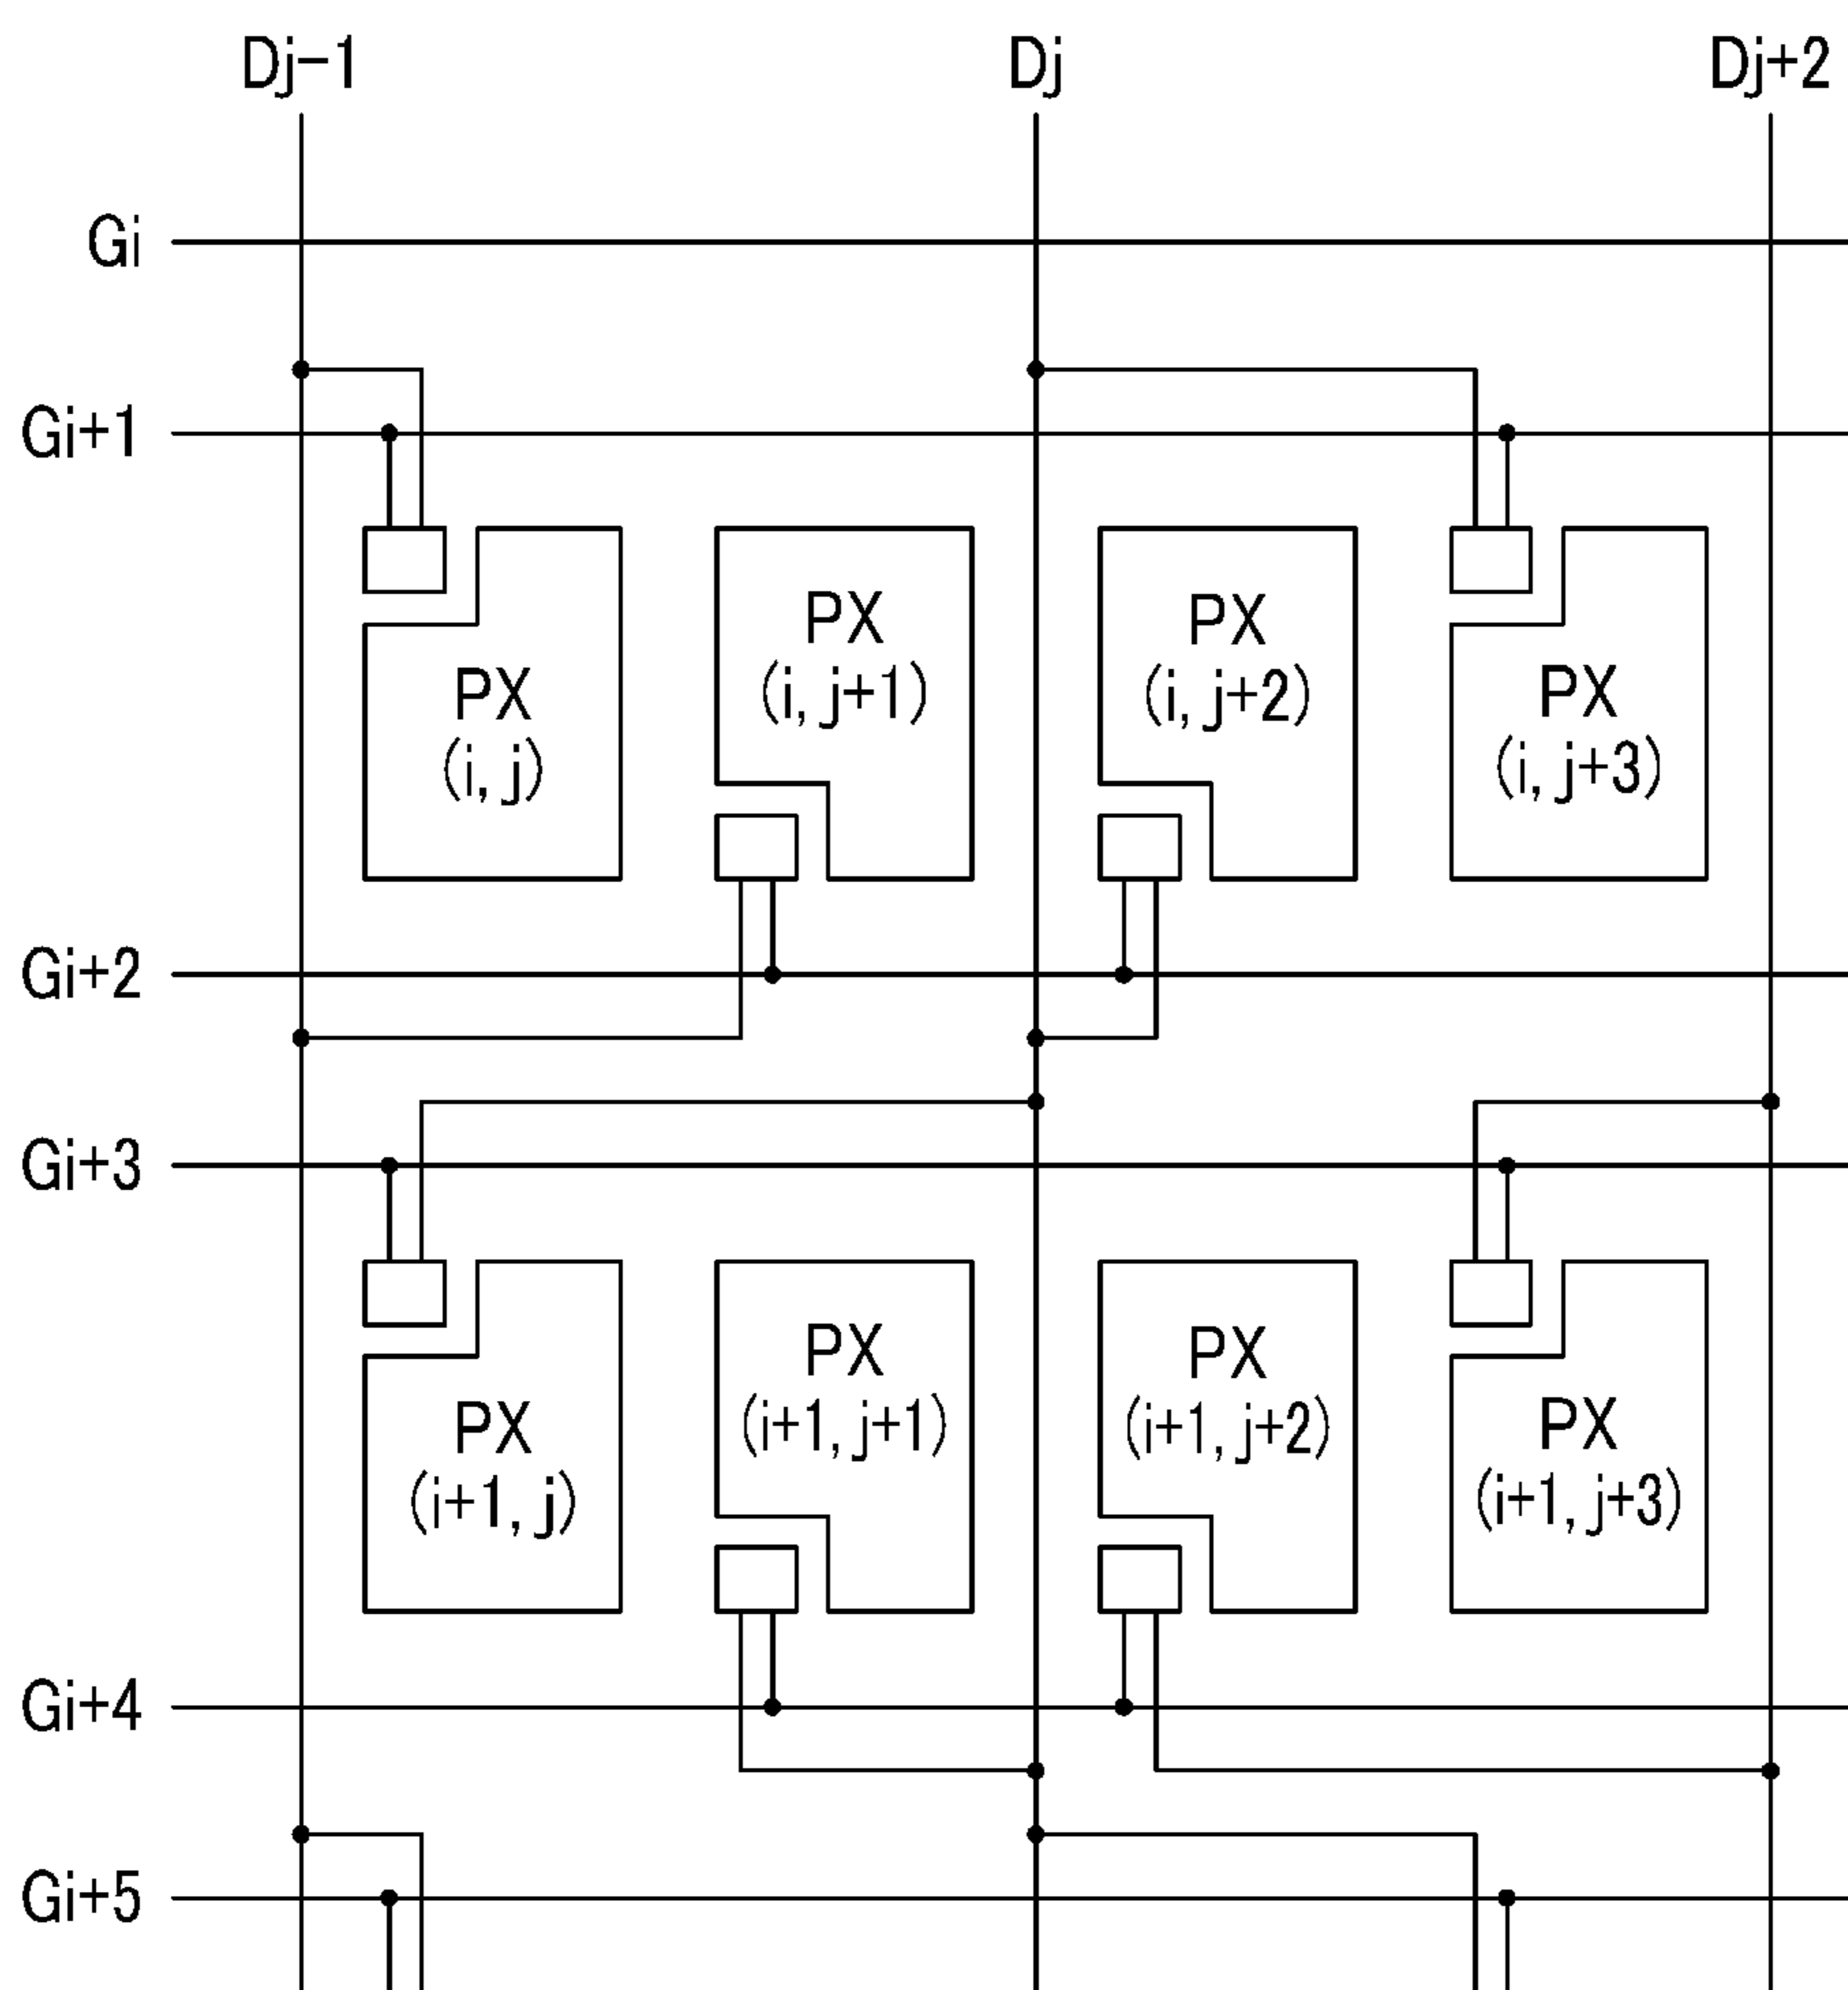 Dj-1 Dj Dj+2
Gi
Gi+1
PX
(i, j)
PX
(i, j+1)
PX
(i, j+2)
PX
(i, j+3)
Gi+2
Gi+3
PX
(i+1, j)
PX
(i+1, j+1)
PX
(i+1, j+2)
PX
(i+1, j+3)
Gi+4
Gi+5